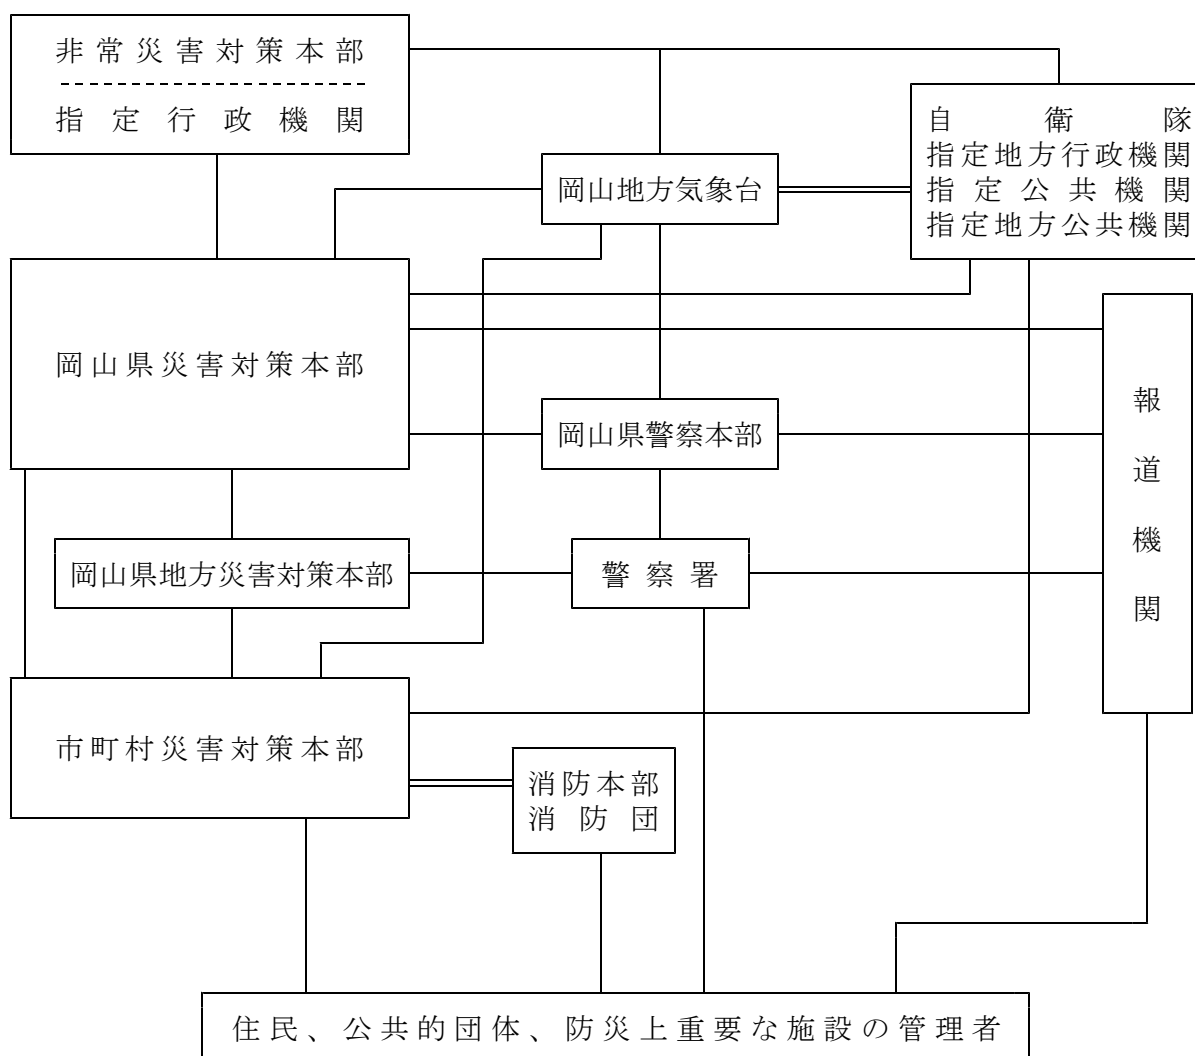 非常災害対策本部
指定行政機関
自衛隊
指定地方行政機関
指定公共機関
指定地方公共機関
岡山地方気象台
岡山県災害対策本部
報道機関
岡山県警察本部
岡山県地方災害対策本部
警察署
市町村災害対策本部
消防本部
消防団
住民、公共的団体、防災上重要な施設の管理者